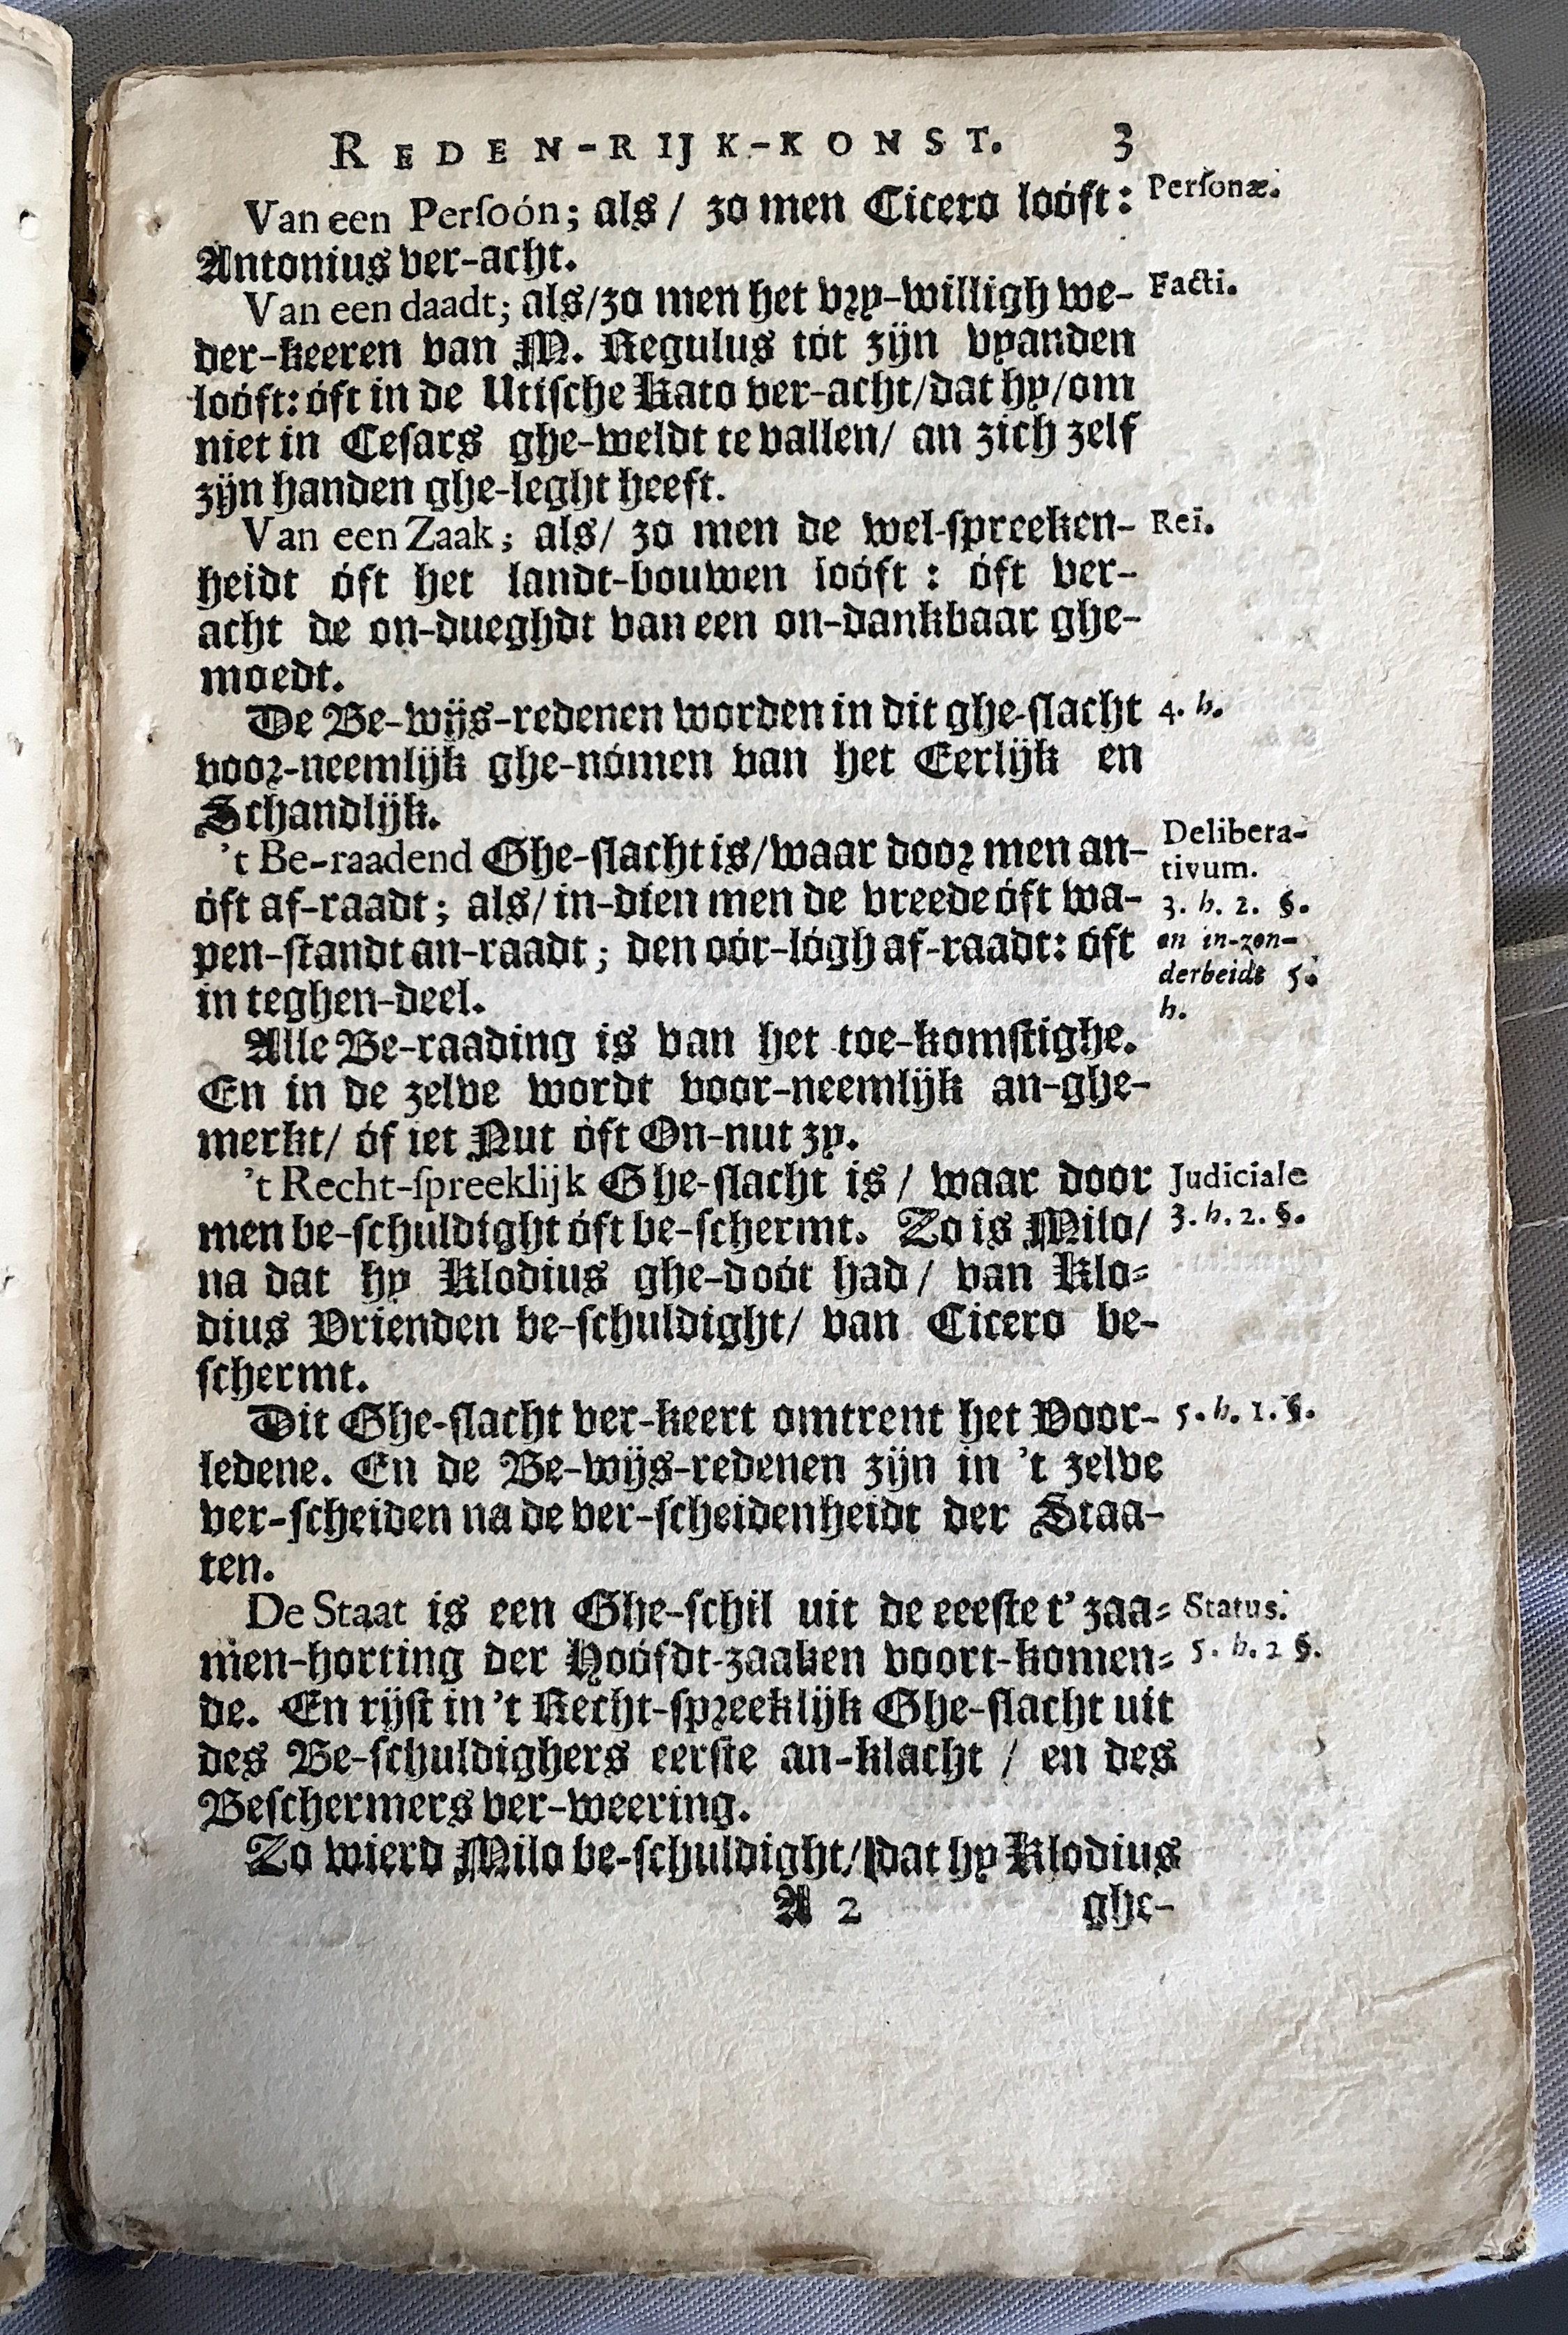 REDEN-RIJK-KONST. 3
Van een Perſoón; als / zo men Cicero loóft: Perſonæ.
Antonius ver-acht.
Van een daadt; als/zo men het vry-willigh we- Facti.
der-keeren van M. Regulus tót zijn vyanden
loóft: óft in de Utiſche Kato ver-acht/dat hy/om
niet in Ceſars ghe-weldt te vallen/ an zich zelf
zijn handen ghe-leght heeft.
Van een Zaak; als/ zo men de wel-ſpreeken- Rei.
heidt óft het landt-bouwen loóft : óft ver-
acht de on-dueghdt van een on-dankbaar ghe-
moedt.
De Be-wijs-redenen worden in dit ghe-ſlacht 4. h.
voor-neemlijk ghe-nómen van het Eerlijk en
Schandlijk.
't Be-raadend Ghe-ſlacht is/waar door men an- Delibera-
tivum.
óft af-raadt; als/ in-dien men de vreede óft wa- 3. h. 2. §.
pen-ſtandt an-raadt; den oór-lógh af-raadt: óft en in-zon-
derheidt 5.
in teghen-deel. h.
Alle Be-raading is van het toe-komſtighe.
En in de zelve wordt voor-neemlijk an-ghe-
merkt/ óf iet Nut óft On-nut zy.
't Recht-ſpreeklijk Ghe-ſlacht is / waar door Judiciale
men be-ſchuldight óft be-ſchermt. Zo is Milo/ 3. h. 2. §.
na dat hy Klodius ghe-doót had / van Klo-
dius Vrienden be-ſchuldight/ van Cicero be-
ſchermt.
Dit Ghe-ſlacht ver-keert omtrent het Voor- 5. h. 1. §.
ledene. En de Be-wijs-redenen zijn in 't zelve
ver-ſcheiden na de ver-ſcheidenheidt der Staa-
ten.
De Staat is een Ghe-ſchil uit de eeeſte t' zaa- Status.
men-horting der Hoófdt-zaaken voort-komen- 5. h. 2 §.
de. En rijſt in 't Recht-ſpreeklijk Ghe-ſlacht uit
des Be-ſchuldighers eerſte an-klacht / en des
Beſchermers ver-weering.
Zo wierd Milo be-ſchuldight/ dat hy Klodius
A 2 ghe-